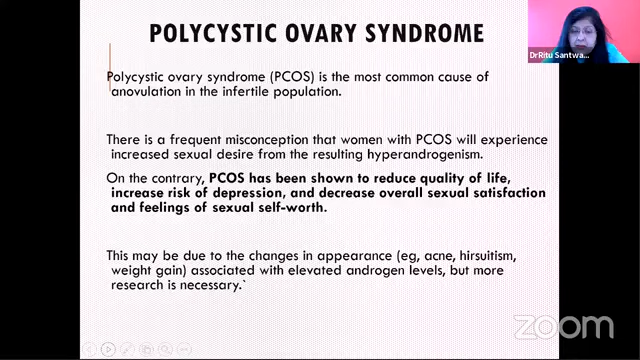 POLYCYSTIC OVARY SYNDROME
DrRitu Santwa...
Polycystic ovary syndrome (PCOS) is the most common cause of
anovulation in the infertile population.
There is a frequent misconception that women with PCOS will experience
increased sexual desire from the resulting hyperandrogenism.
On the contrary, PCOS has been shown to reduce quality of life,
increase risk of depression, and decrease overall sexual satisfaction
and feelings of sexual self-worth.
This may be due to the changes in appearance (eg, acne, hirsuitism,
weight gain) associated with elevated androgen levels, but more
research is necessary.`
zoom